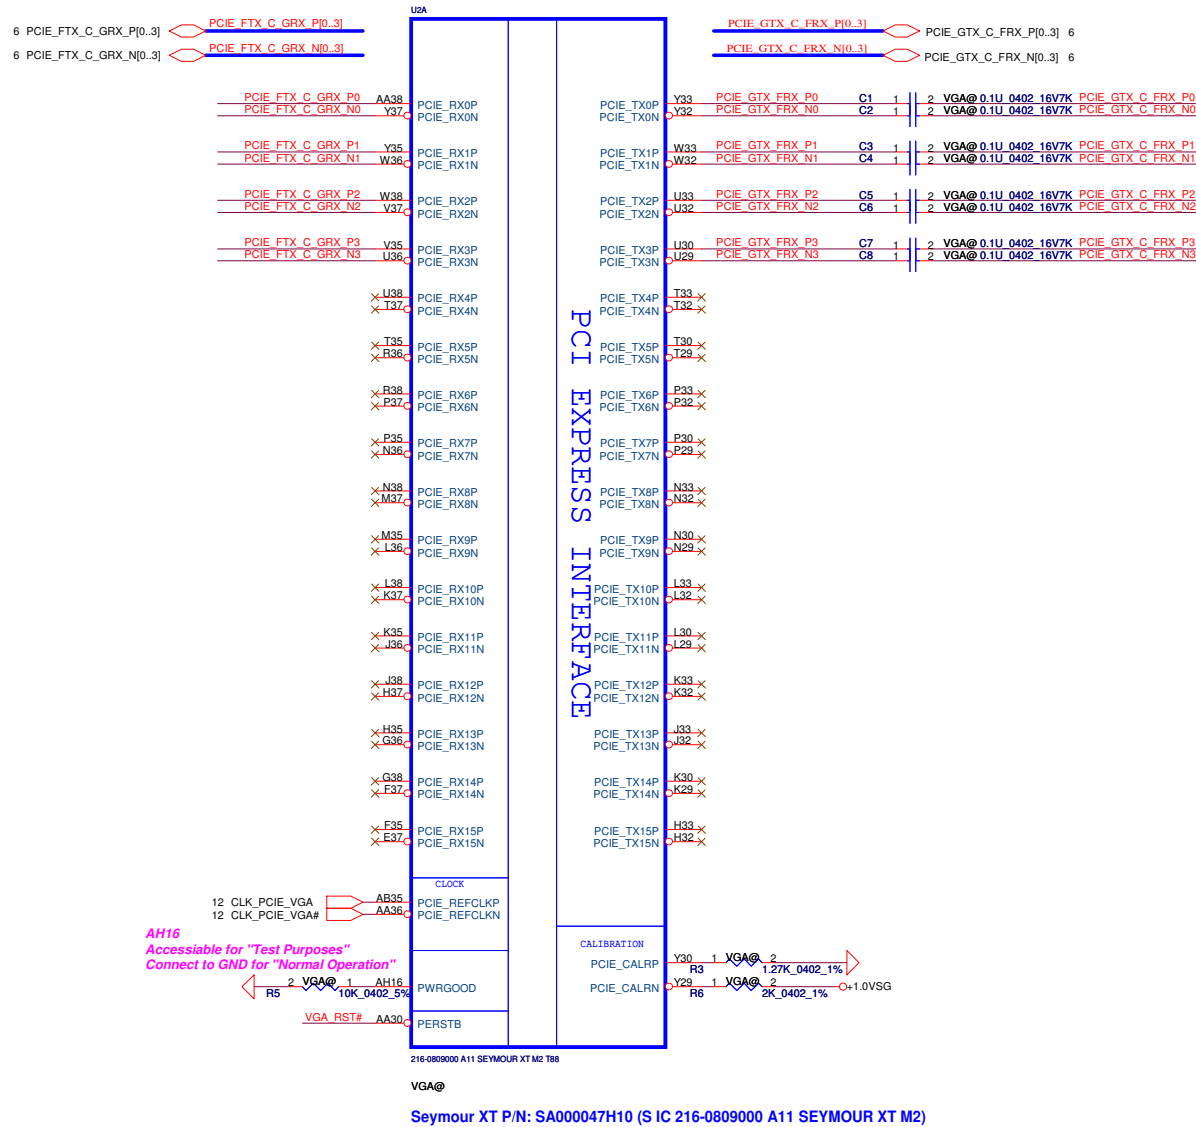 U2A
6 PCIE_FTX_C_GRX_P[0..3] PCIE_FTX_C_GRX_P[0..3] PCIE_GTX_C_FRX_P[0..3] PCIE_GTX_C_FRX_P[0..3] 6
6 PCIE_FTX_C_GRX_N[0..3] PCIE_FTX_C_GRX_N[0..3] PCIE_GTX_C_FRX_N[0..3] PCIE_GTX_C_FRX_N[0..3] 6
PCIE_FTX_C_GRX_P0 AA38 PCIE_RX0P PCIE_TX0P Y33 PCIE_GTX_FRX_P0 C1 1 2 VGA@ 0.1U_0402_16V7K PCIE_GTX_C_FRX_P0
PCIE_FTX_C_GRX_N0 Y37 PCIE_RX0N PCIE_TX0N Y32 PCIE_GTX_FRX_N0 C2 1 2 VGA@ 0.1U_0402_16V7K PCIE_GTX_C_FRX_N0
PCIE_FTX_C_GRX_P1 Y35 PCIE_RX1P PCIE_TX1P W33 PCIE_GTX_FRX_P1 C3 1 2 VGA@ 0.1U_0402_16V7K PCIE_GTX_C_FRX_P1
PCIE_FTX_C_GRX_N1 W36 PCIE_RX1N PCIE_TX1N W32 PCIE_GTX_FRX_N1 C4 1 2 VGA@ 0.1U_0402_16V7K PCIE_GTX_C_FRX_N1
PCIE_FTX_C_GRX_P2 W38 PCIE_RX2P PCIE_TX2P U33 PCIE_GTX_FRX_P2 C5 1 2 VGA@ 0.1U_0402_16V7K PCIE_GTX_C_FRX_P2
PCIE_FTX_C_GRX_N2 V37 PCIE_RX2N PCIE_TX2N U32 PCIE_GTX_FRX_N2 C6 1 2 VGA@ 0.1U_0402_16V7K PCIE_GTX_C_FRX_N2
PCIE_FTX_C_GRX_P3 V35 PCIE_RX3P PCIE_TX3P U30 PCIE_GTX_FRX_P3 C7 1 2 VGA@ 0.1U_0402_16V7K PCIE_GTX_C_FRX_P3
PCIE_FTX_C_GRX_N3 U36 PCIE_RX3N PCIE_TX3N U29 PCIE_GTX_FRX_N3 C8 1 2 VGA@ 0.1U_0402_16V7K PCIE_GTX_C_FRX_N3
U38 PCIE_RX4P PCIE_TX4P T33
T37 PCIE_RX4N PCIE_TX4N T32
PCI EXPRESS INTERFACE
T35 PCIE_RX5P PCIE_TX5P T30
R36 PCIE_RX5N PCIE_TX5N T29
R38 PCIE_RX6P PCIE_TX6P P33
P37 PCIE_RX6N PCIE_TX6N P32
P35 PCIE_RX7P PCIE_TX7P P30
N36 PCIE_RX7N PCIE_TX7N P29
N38 PCIE_RX8P PCIE_TX8P N33
M37 PCIE_RX8N PCIE_TX8N N32
M35 PCIE_RX9P PCIE_TX9P N30
L36 PCIE_RX9N PCIE_TX9N N29
L38 PCIE_RX10P PCIE_TX10P L33
K37 PCIE_RX10N PCIE_TX10N L32
K35 PCIE_RX11P PCIE_TX11P L30
J36 PCIE_RX11N PCIE_TX11N L29
J38 PCIE_RX12P PCIE_TX12P K33
H37 PCIE_RX12N PCIE_TX12N K32
H35 PCIE_RX13P PCIE_TX13P J33
G36 PCIE_RX13N PCIE_TX13N J32
G38 PCIE_RX14P PCIE_TX14P K30
F37 PCIE_RX14N PCIE_TX14N K29
F35 PCIE_RX15P PCIE_TX15P H33
E37 PCIE_RX15N PCIE_TX15N H32
CLOCK
12 CLK_PCIE_VGA AB35 PCIE_REFCLKP
12 CLK_PCIE_VGA# AA36 PCIE_REFCLKN
AH16
Accessiable for "Test Purposes"
Connect to GND for "Normal Operation"
CALIBRATION
PCIE_CALRP Y30 R3 1 VGA@ 2 1.27K_0402_1%
R5 2 VGA@ 1 10K_0402_5% AH16 PWRGOOD PCIE_CALRN Y29 R6 1 VGA@ 2 2K_0402_1% +1.0VSG
VGA_RST# AA30 PERSTB
216-0809000 A11 SEYMOUR XT M2 T88
VGA@
Seymour XT P/N: SA000047H10 (S IC 216-0809000 A11 SEYMOUR XT M2)